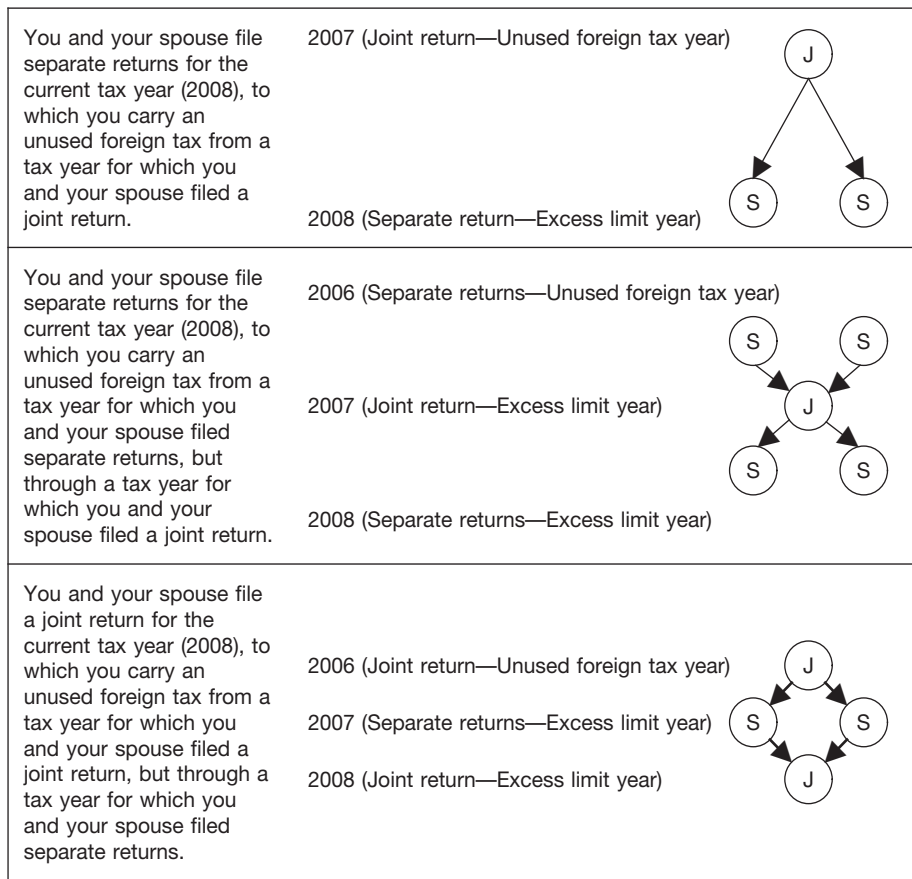 You and your spouse file
separate returns for the
current tax year (2008), to
which you carry an
unused foreign tax from a
tax year for which you
and your spouse filed a
joint return.
2007 (Joint return—Unused foreign tax year)
J
S
S
2008 (Separate return—Excess limit year)
You and your spouse file
separate returns for the
current tax year (2008), to
which you carry an
unused foreign tax from a
tax year for which you
and your spouse filed
separate returns, but
through a tax year for
which you and your
spouse filed a joint return.
2006 (Separate returns—Unused foreign tax year)
S
S
2007 (Joint return—Excess limit year)
J
S
S
2008 (Separate returns—Excess limit year)
You and your spouse file
a joint return for the
current tax year (2008), to
which you carry an
unused foreign tax from a
tax year for which you
and your spouse filed a
joint return, but through a
tax year for which you
and your spouse filed
separate returns.
2006 (Joint return—Unused foreign tax year)
J
2007 (Separate returns—Excess limit year)
S
S
2008 (Joint return—Excess limit year)
J